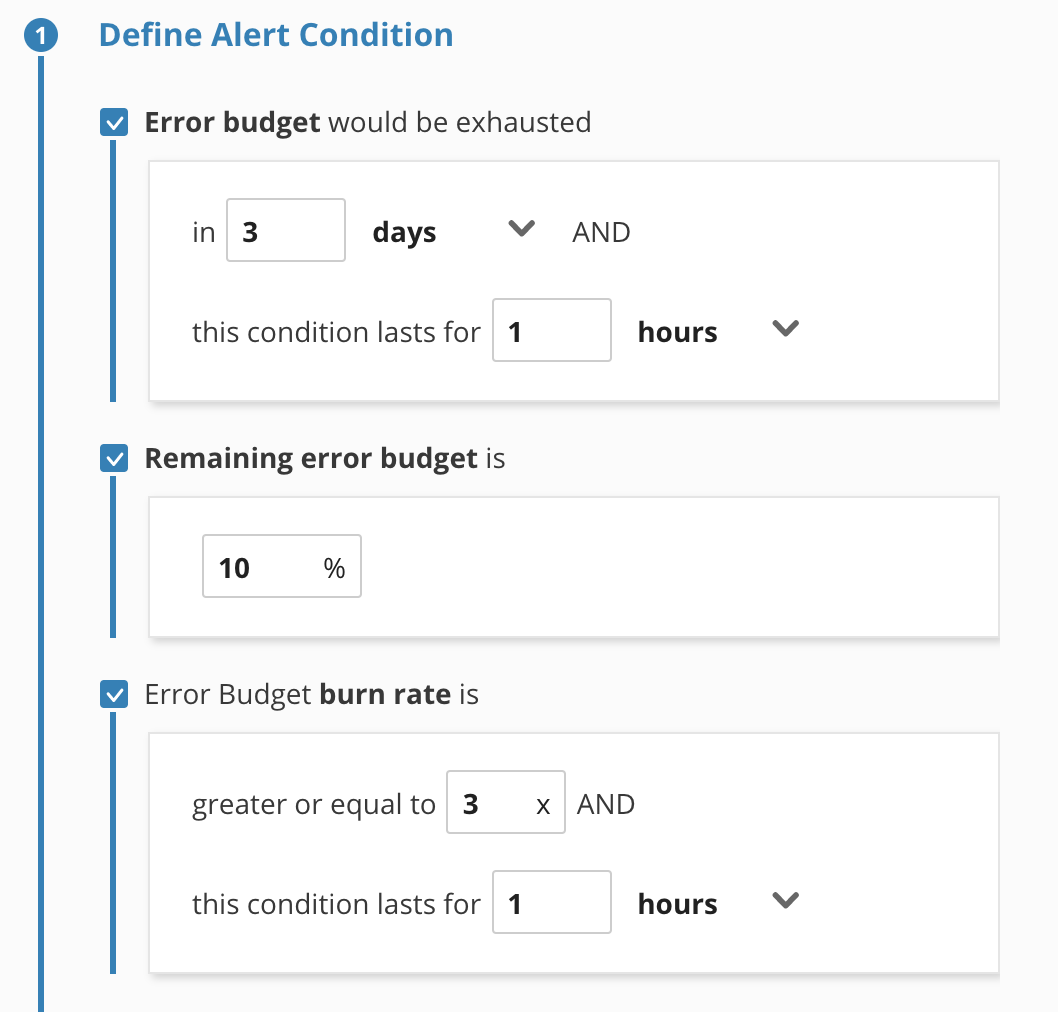 1 Define Alert Condition
Error budget would be exhausted
in 3 days AND
this condition lasts for 1 hours
Remaining error budget is
10 %
Error Budget burn rate is
greater or equal to 3 x AND
this condition lasts for 1 hours